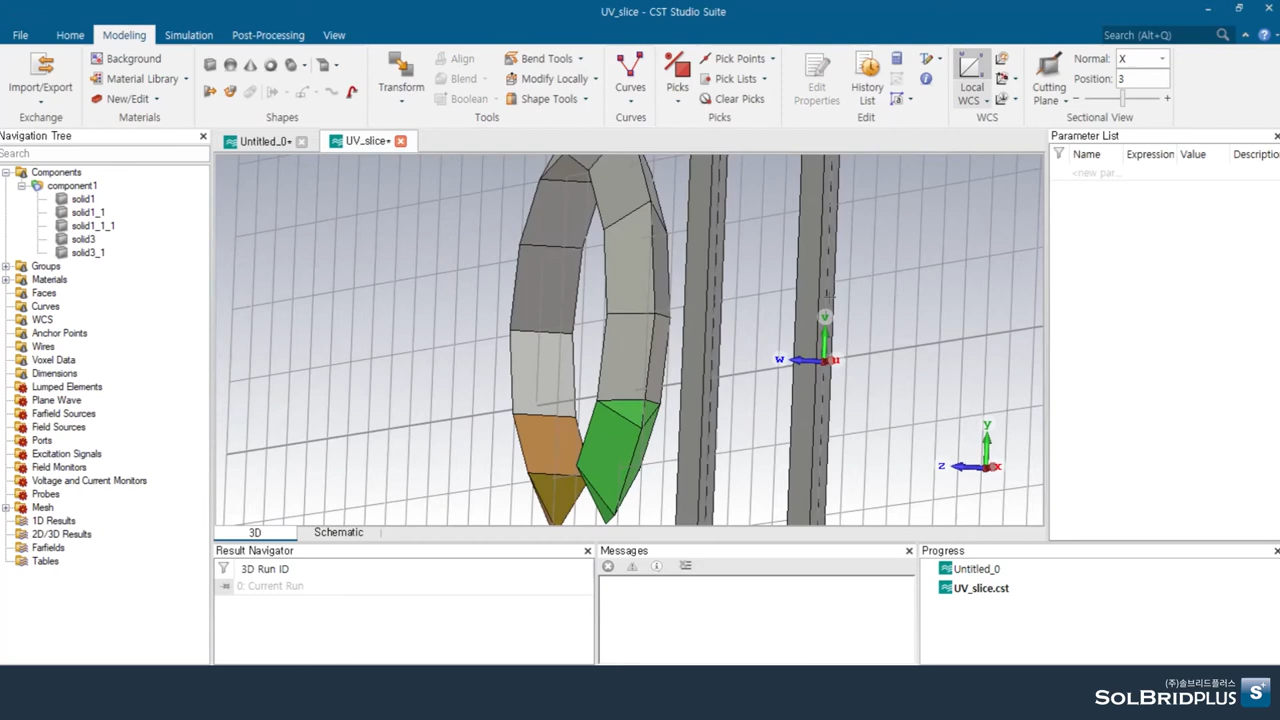 UV_slice - CST Studio Suite
File Home Modeling Simulation Post-Processing View Search (Alt+Q)
Import/Export
Exchange
Background
Material Library
New/Edit
Materials
Shapes
Transform
Align
Blend
Boolean
Bend Tools
Modify Locally
Shape Tools
Tools
Curves
Curves
Picks
Pick Points
Pick Lists
Clear Picks
Picks
Edit
Properties
History
List
Edit
Local
WCS
WCS
Cutting
Plane
Normal: X
Position: 3
Sectional View
Navigation Tree
Search
Components
component1
solid1
solid1_1
solid1_1_1
solid3
solid3_1
Groups
Materials
Faces
Curves
WCS
Anchor Points
Wires
Voxel Data
Dimensions
Lumped Elements
Plane Wave
Farfield Sources
Field Sources
Ports
Excitation Signals
Field Monitors
Voltage and Current Monitors
Probes
Mesh
1D Results
2D/3D Results
Farfields
Tables
Untitled_0*
UV_slice*
v
w
u
y
z
x
3D Schematic
Parameter List
Name Expression Value Descriptio
<new par...
Result Navigator
3D Run ID
0: Current Run
Messages
Progress
Untitled_0
UV_slice.cst
(주)솔브리드플러스
SOLBRIDPLUS
S+